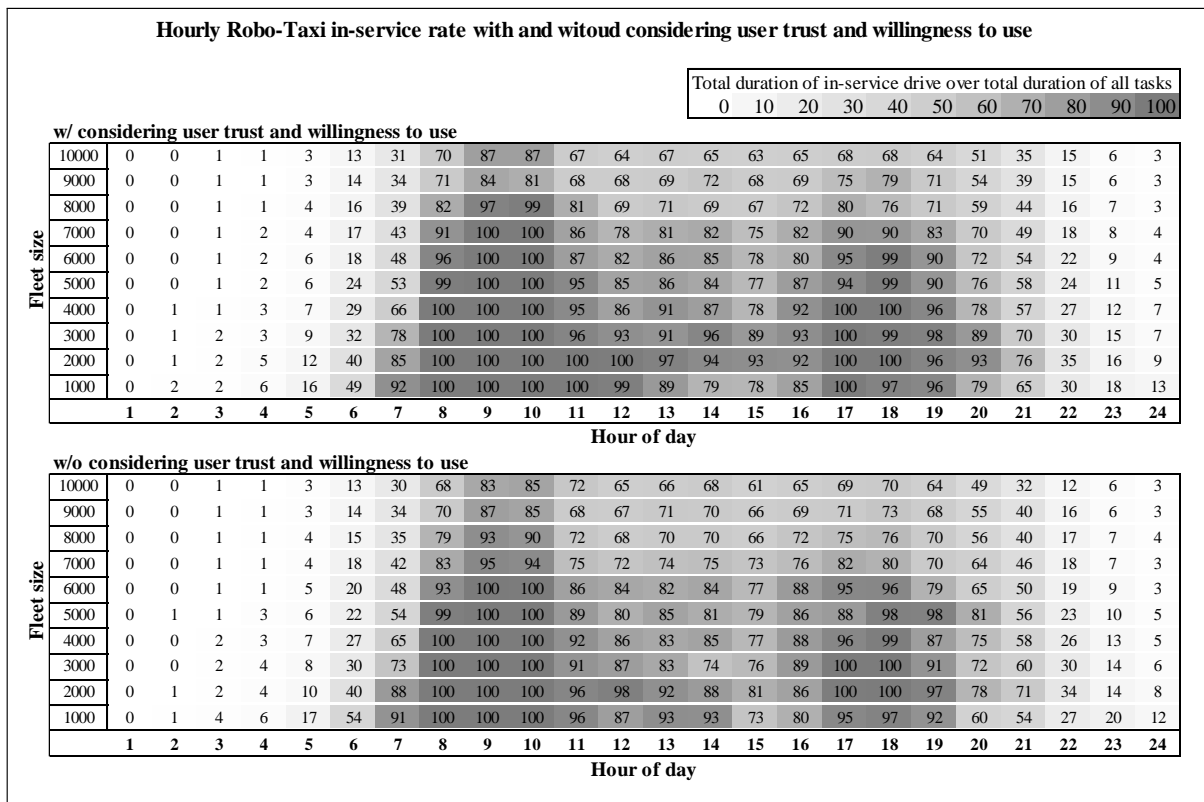 Hourly Robo-Taxi in-service rate with and witoud considering user trust and willingness to use
Total duration of in-service drive over total duration of all tasks
0 10 20 30 40 50 60 70 80 90 100
w/ considering user trust and willingness to use
Fleet size
10000 0 0 1 1 3 13 31 70 87 87 67 64 67 65 63 65 68 68 64 51 35 15 6 3
9000 0 0 1 1 3 14 34 71 84 81 68 68 69 72 68 69 75 79 71 54 39 15 6 3
8000 0 0 1 1 4 16 39 82 97 99 81 69 71 69 67 72 80 76 71 59 44 16 7 3
7000 0 0 1 2 4 17 43 91 100 100 86 78 81 82 75 82 90 90 83 70 49 18 8 4
6000 0 0 1 2 6 18 48 96 100 100 87 82 86 85 78 80 95 99 90 72 54 22 9 4
5000 0 0 1 2 6 24 53 99 100 100 95 85 86 84 77 87 94 99 90 76 58 24 11 5
4000 0 1 1 3 7 29 66 100 100 100 95 86 91 87 78 92 100 100 96 78 57 27 12 7
3000 0 1 2 3 9 32 78 100 100 100 96 93 91 96 89 93 100 99 98 89 70 30 15 7
2000 0 1 2 5 12 40 85 100 100 100 100 100 97 94 93 92 100 100 96 93 76 35 16 9
1000 0 2 2 6 16 49 92 100 100 100 100 99 89 79 78 85 100 97 96 79 65 30 18 13
1 2 3 4 5 6 7 8 9 10 11 12 13 14 15 16 17 18 19 20 21 22 23 24
Hour of day
w/o considering user trust and willingness to use
Fleet size
10000 0 0 1 1 3 13 30 68 83 85 72 65 66 68 61 65 69 70 64 49 32 12 6 3
9000 0 0 1 1 3 14 34 70 87 85 68 67 71 70 66 69 71 73 68 55 40 16 6 3
8000 0 0 1 1 4 15 35 79 93 90 72 68 70 70 66 72 75 76 70 56 40 17 7 4
7000 0 0 1 1 4 18 42 83 95 94 75 72 74 75 73 76 82 80 70 64 46 18 7 3
6000 0 0 1 1 5 20 48 93 100 100 86 84 82 84 77 88 95 96 79 65 50 19 9 3
5000 0 1 1 3 6 22 54 99 100 100 89 80 85 81 79 86 88 98 98 81 56 23 10 5
4000 0 0 2 3 7 27 65 100 100 100 92 86 83 85 77 88 96 99 87 75 58 26 13 5
3000 0 0 2 4 8 30 73 100 100 100 91 87 83 74 76 89 100 100 91 72 60 30 14 6
2000 0 1 2 4 10 40 88 100 100 100 96 98 92 88 81 86 100 100 97 78 71 34 14 8
1000 0 1 4 6 17 54 91 100 100 100 96 87 93 93 73 80 95 97 92 60 54 27 20 12
1 2 3 4 5 6 7 8 9 10 11 12 13 14 15 16 17 18 19 20 21 22 23 24
Hour of day